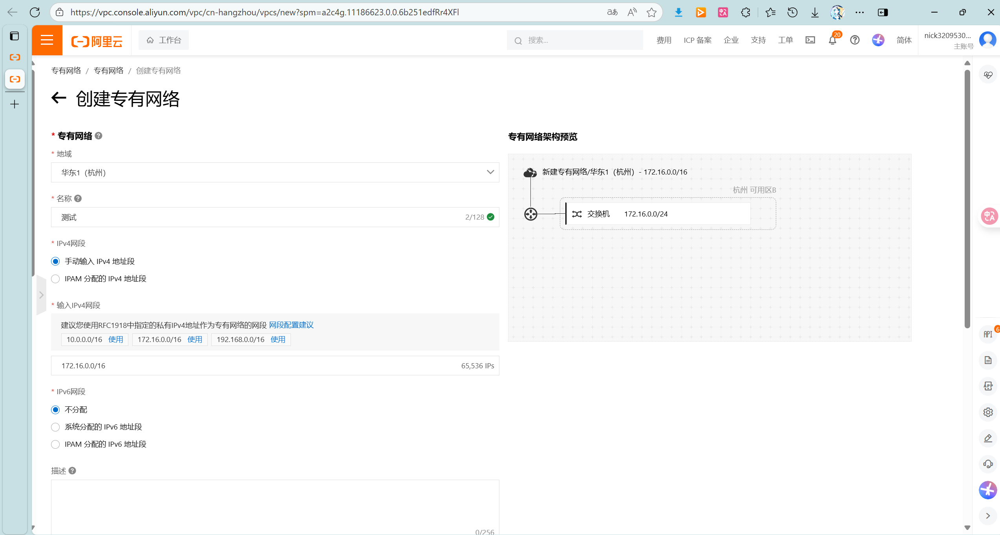 https://vpc.console.aliyun.com/vpc/cn-hangzhou/vpcs/new?spm=a2c4g.11186623.0.0.6b251edfRr4XFl
阿里云
工作台
搜索...
费用
ICP 备案
企业
支持
工单
20
简体
nick3209530...
主账号
专有网络 / 专有网络 / 创建专有网络
创建专有网络
* 专有网络
* 地域
华东1（杭州）
* 名称
测试
2/128
* IPv4网段
手动输入 IPv4 地址段
IPAM 分配的 IPv4 地址段
* 输入IPv4网段
建议您使用RFC1918中指定的私有IPv4地址作为专有网络的网段 网段配置建议
10.0.0.0/16 使用
172.16.0.0/16 使用
192.168.0.0/16 使用
172.16.0.0/16
65,536 IPs
* IPv6网段
不分配
系统分配的 IPv6 地址段
IPAM 分配的 IPv6 地址段
描述
0/256
专有网络架构预览
新建专有网络/华东1（杭州）- 172.16.0.0/16
杭州 可用区B
交换机 172.16.0.0/24
中A
6
API
APP